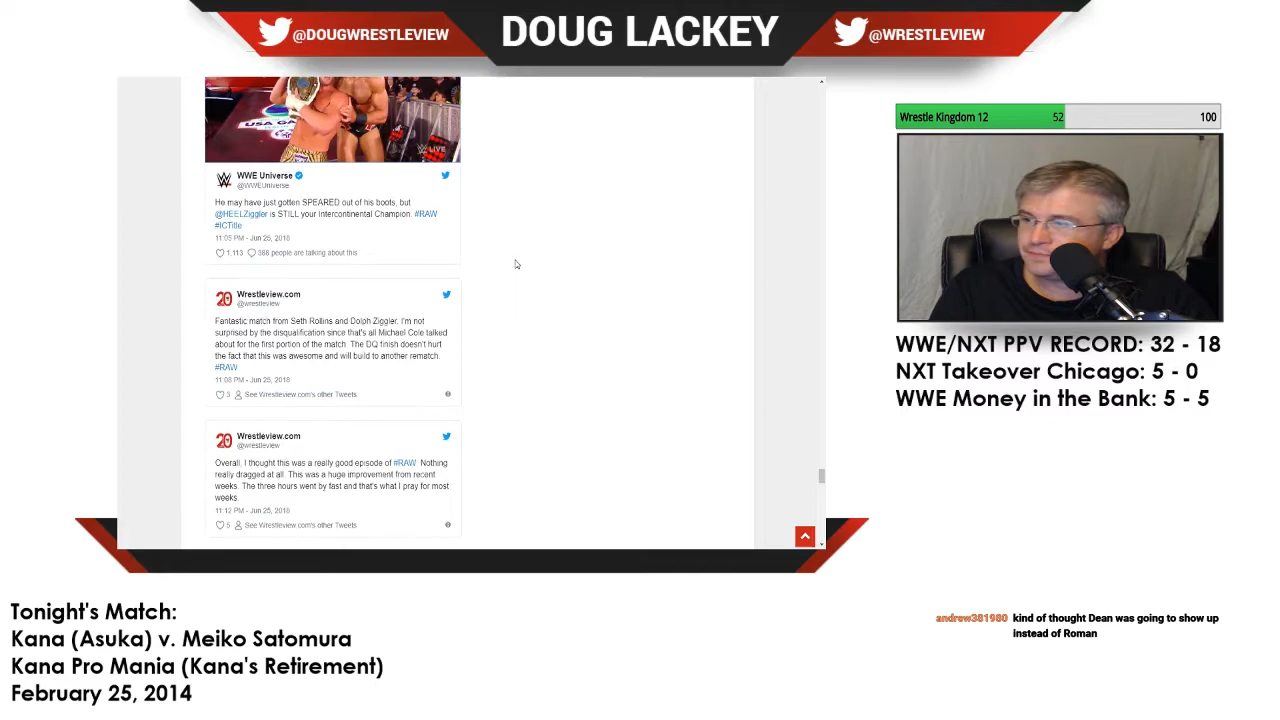 @DOUGWRESTLEVIEW
DOUG LACKEY
@WRESTLEVIEW
USA GA
WWE LIVE
WWE Universe
@WWEUniverse
He may have just gotten SPEARED out of his boots, but
@HEELZiggler is STILL your Intercontinental Champion. #RAW
#ICTitle
11:05 PM - Jun 25, 2018
1,113 368 people are talking about this
20 Wrestleview.com
@wrestleview
Fantastic match from Seth Rollins and Dolph Ziggler. I'm not
surprised by the disqualification since that's all Michael Cole talked
about for the first portion of the match. The DQ finish doesn't hurt
the fact that this was awesome and will build to another rematch.
#RAW
11:08 PM - Jun 25, 2018
3 See Wrestleview.com's other Tweets
20 Wrestleview.com
@wrestleview
Overall, I thought this was a really good episode of #RAW. Nothing
really dragged at all. This was a huge improvement from recent
weeks. The three hours went by fast and that's what I pray for most
weeks.
11:12 PM - Jun 25, 2018
5 See Wrestleview.com's other Tweets
Wrestle Kingdom 12 52 100
WWE/NXT PPV RECORD: 32 - 18
NXT Takeover Chicago: 5 - 0
WWE Money in the Bank: 5 - 5
Tonight's Match:
Kana (Asuka) v. Meiko Satomura
Kana Pro Mania (Kana's Retirement)
February 25, 2014
andrew381980 kind of thought Dean was going to show up
instead of Roman